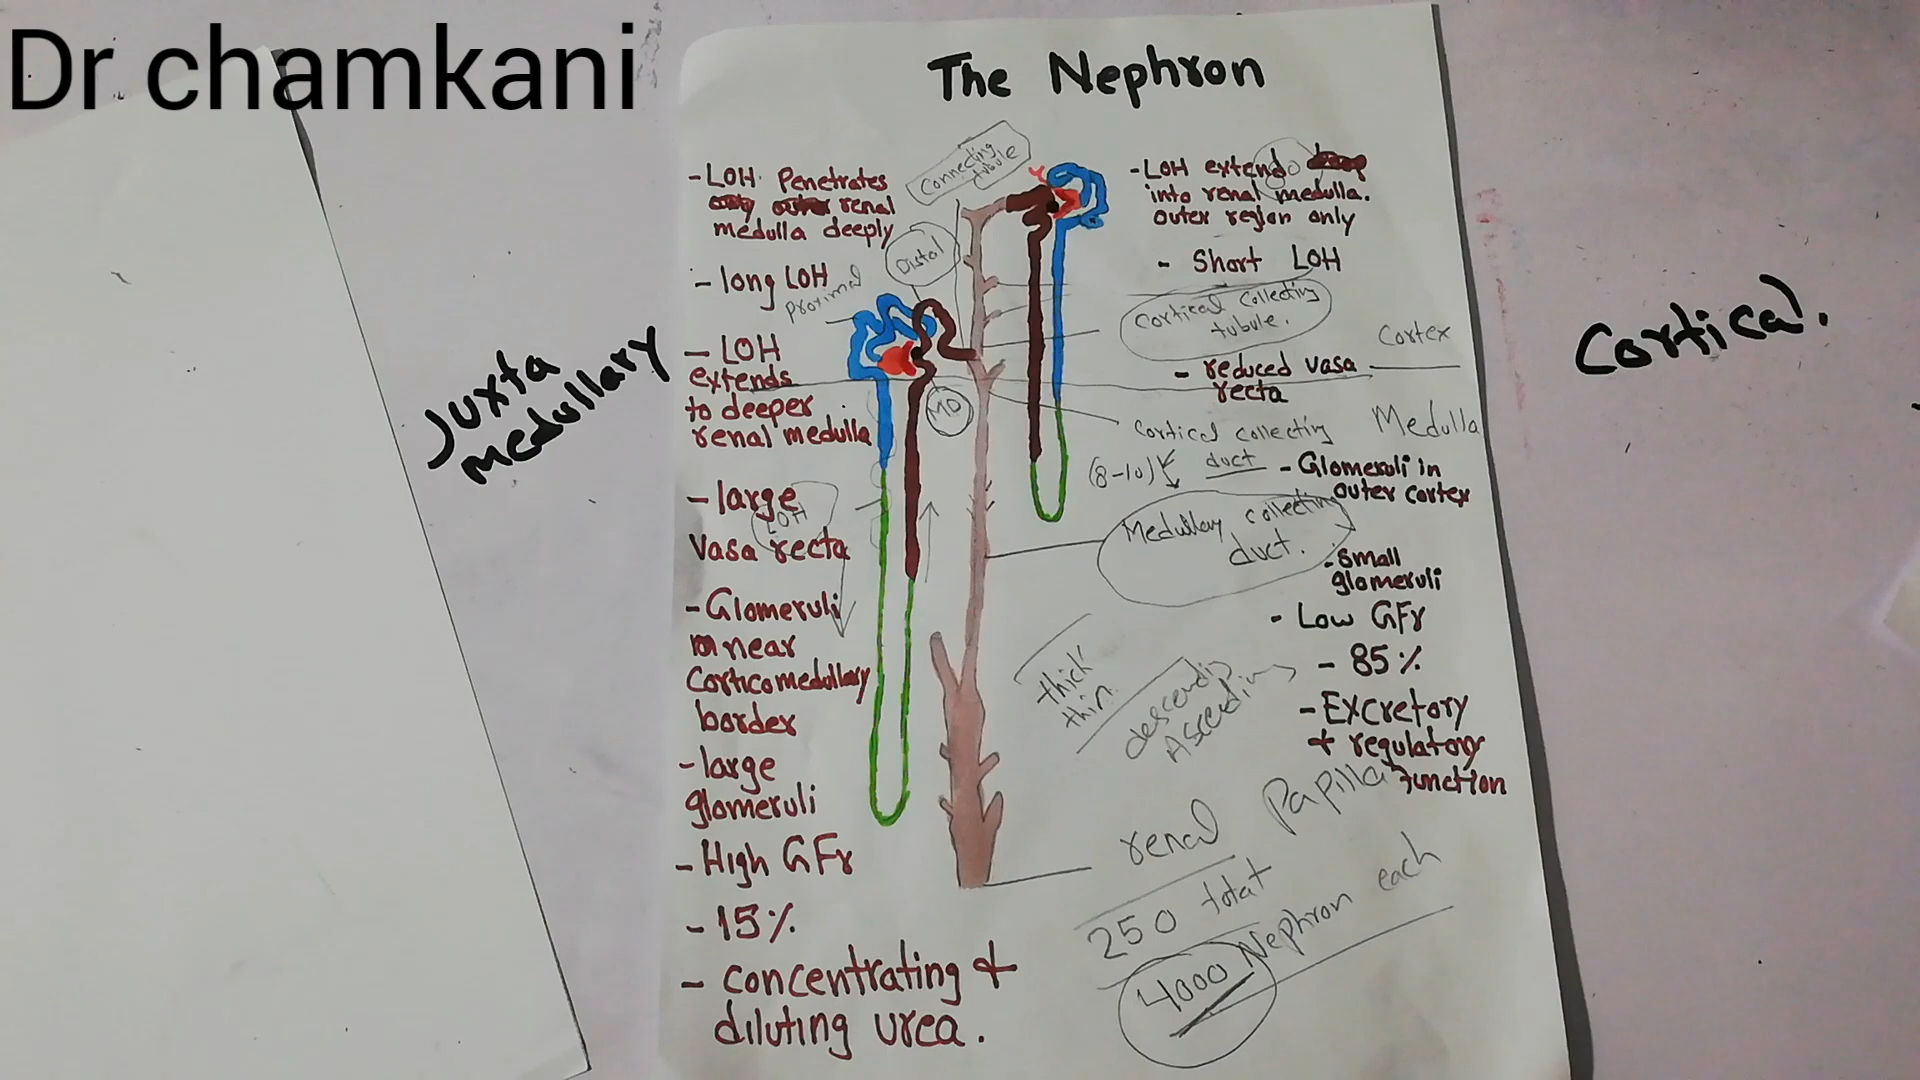 Dr chamkani
The Nephron
Juxta
medullary
- LOH Penetrates
renal
medulla deeply
- long LOH
- LOH
extends
to deeper
renal medulla
- large
vasa recta
- Glomeruli
near
Corticomedullary
border
- large
glomeruli
- High GFr
- 15%
- concentrating &
diluting urea.
Connecting
tubule
Distal
Proximal
MD
LOH
- LOH extend
into renal medulla.
outer region only
- Short LOH
Cortical collecting
tubule.
- reduced vasa
recta
Cortex
Medulla
Cortical collecting
duct
(8-10)
- Glomeruli in
outer cortex
Medullary collecting
duct.
- Small
glomeruli
- Low GFr
- 85%
- Excretory
& regulatory
function
thick
thin
descending
Ascending
renal Papilla
250 total
4000 Nephron each
Cortical.